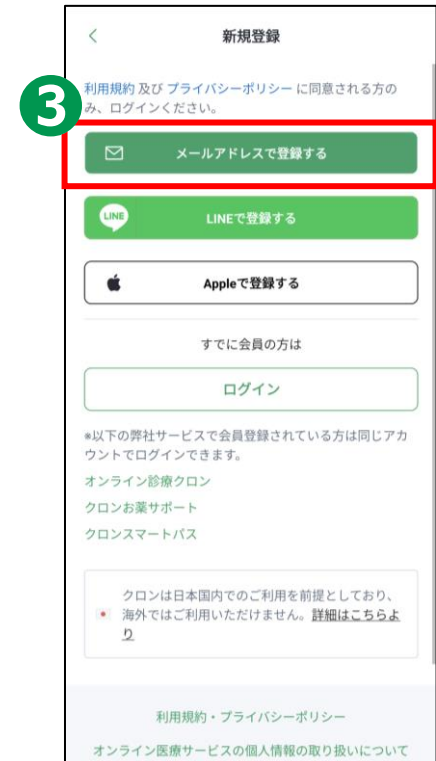 新規登録
利用規約 及び プライバシーポリシー に同意される方の
み、ログインください。
3
メールアドレスで登録する
LINE
LINEで登録する
Appleで登録する
すでに会員の方は
ログイン
*以下の弊社サービスで会員登録されている方は同じアカ
ウントでログインできます。
オンライン診療クロン
クロンお薬サポート
クロンスマートパス
クロンは日本国内でのご利用を前提としており、
海外ではご利用いただけません。詳細はこちらよ
り
利用規約・プライバシーポリシー
オンライン医療サービスの個人情報の取り扱いについて